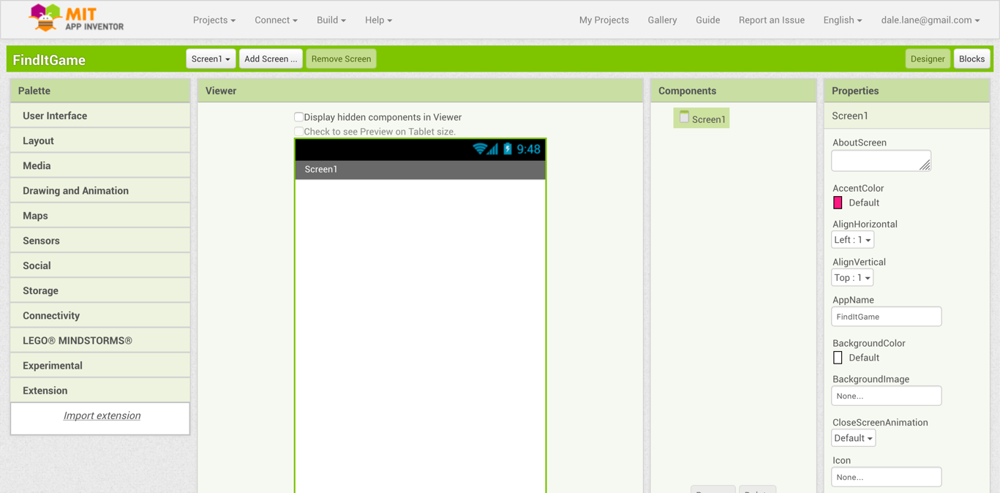 MIT
APP INVENTOR
Projects Connect Build Help My Projects Gallery Guide Report an Issue English dale.lane@gmail.com
FindItGame Screen1 Add Screen ... Remove Screen Designer Blocks
Palette
User Interface
Layout
Media
Drawing and Animation
Maps
Sensors
Social
Storage
Connectivity
LEGO® MINDSTORMS®
Experimental
Extension
Import extension
Viewer
Display hidden components in Viewer
Check to see Preview on Tablet size.
9:48
Screen1
Components
Screen1
Properties
Screen1
AboutScreen
AccentColor
Default
AlignHorizontal
Left : 1
AlignVertical
Top : 1
AppName
FindItGame
BackgroundColor
Default
BackgroundImage
None...
CloseScreenAnimation
Default
Icon
None...